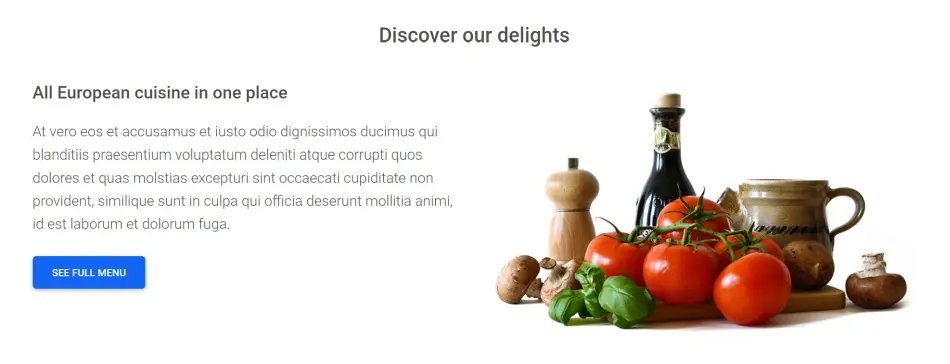 Discover our delights
All European cuisine in one place
At vero eos et accusamus et iusto odio dignissimos ducimus qui
blanditiis praesentium voluptatum deleniti atque corrupti quos
dolores et quas molstias excepturi sint occaecati cupiditate non
provident, similique sunt in culpa qui officia deserunt mollitia animi,
id est laborum et dolorum fuga.
SEE FULL MENU